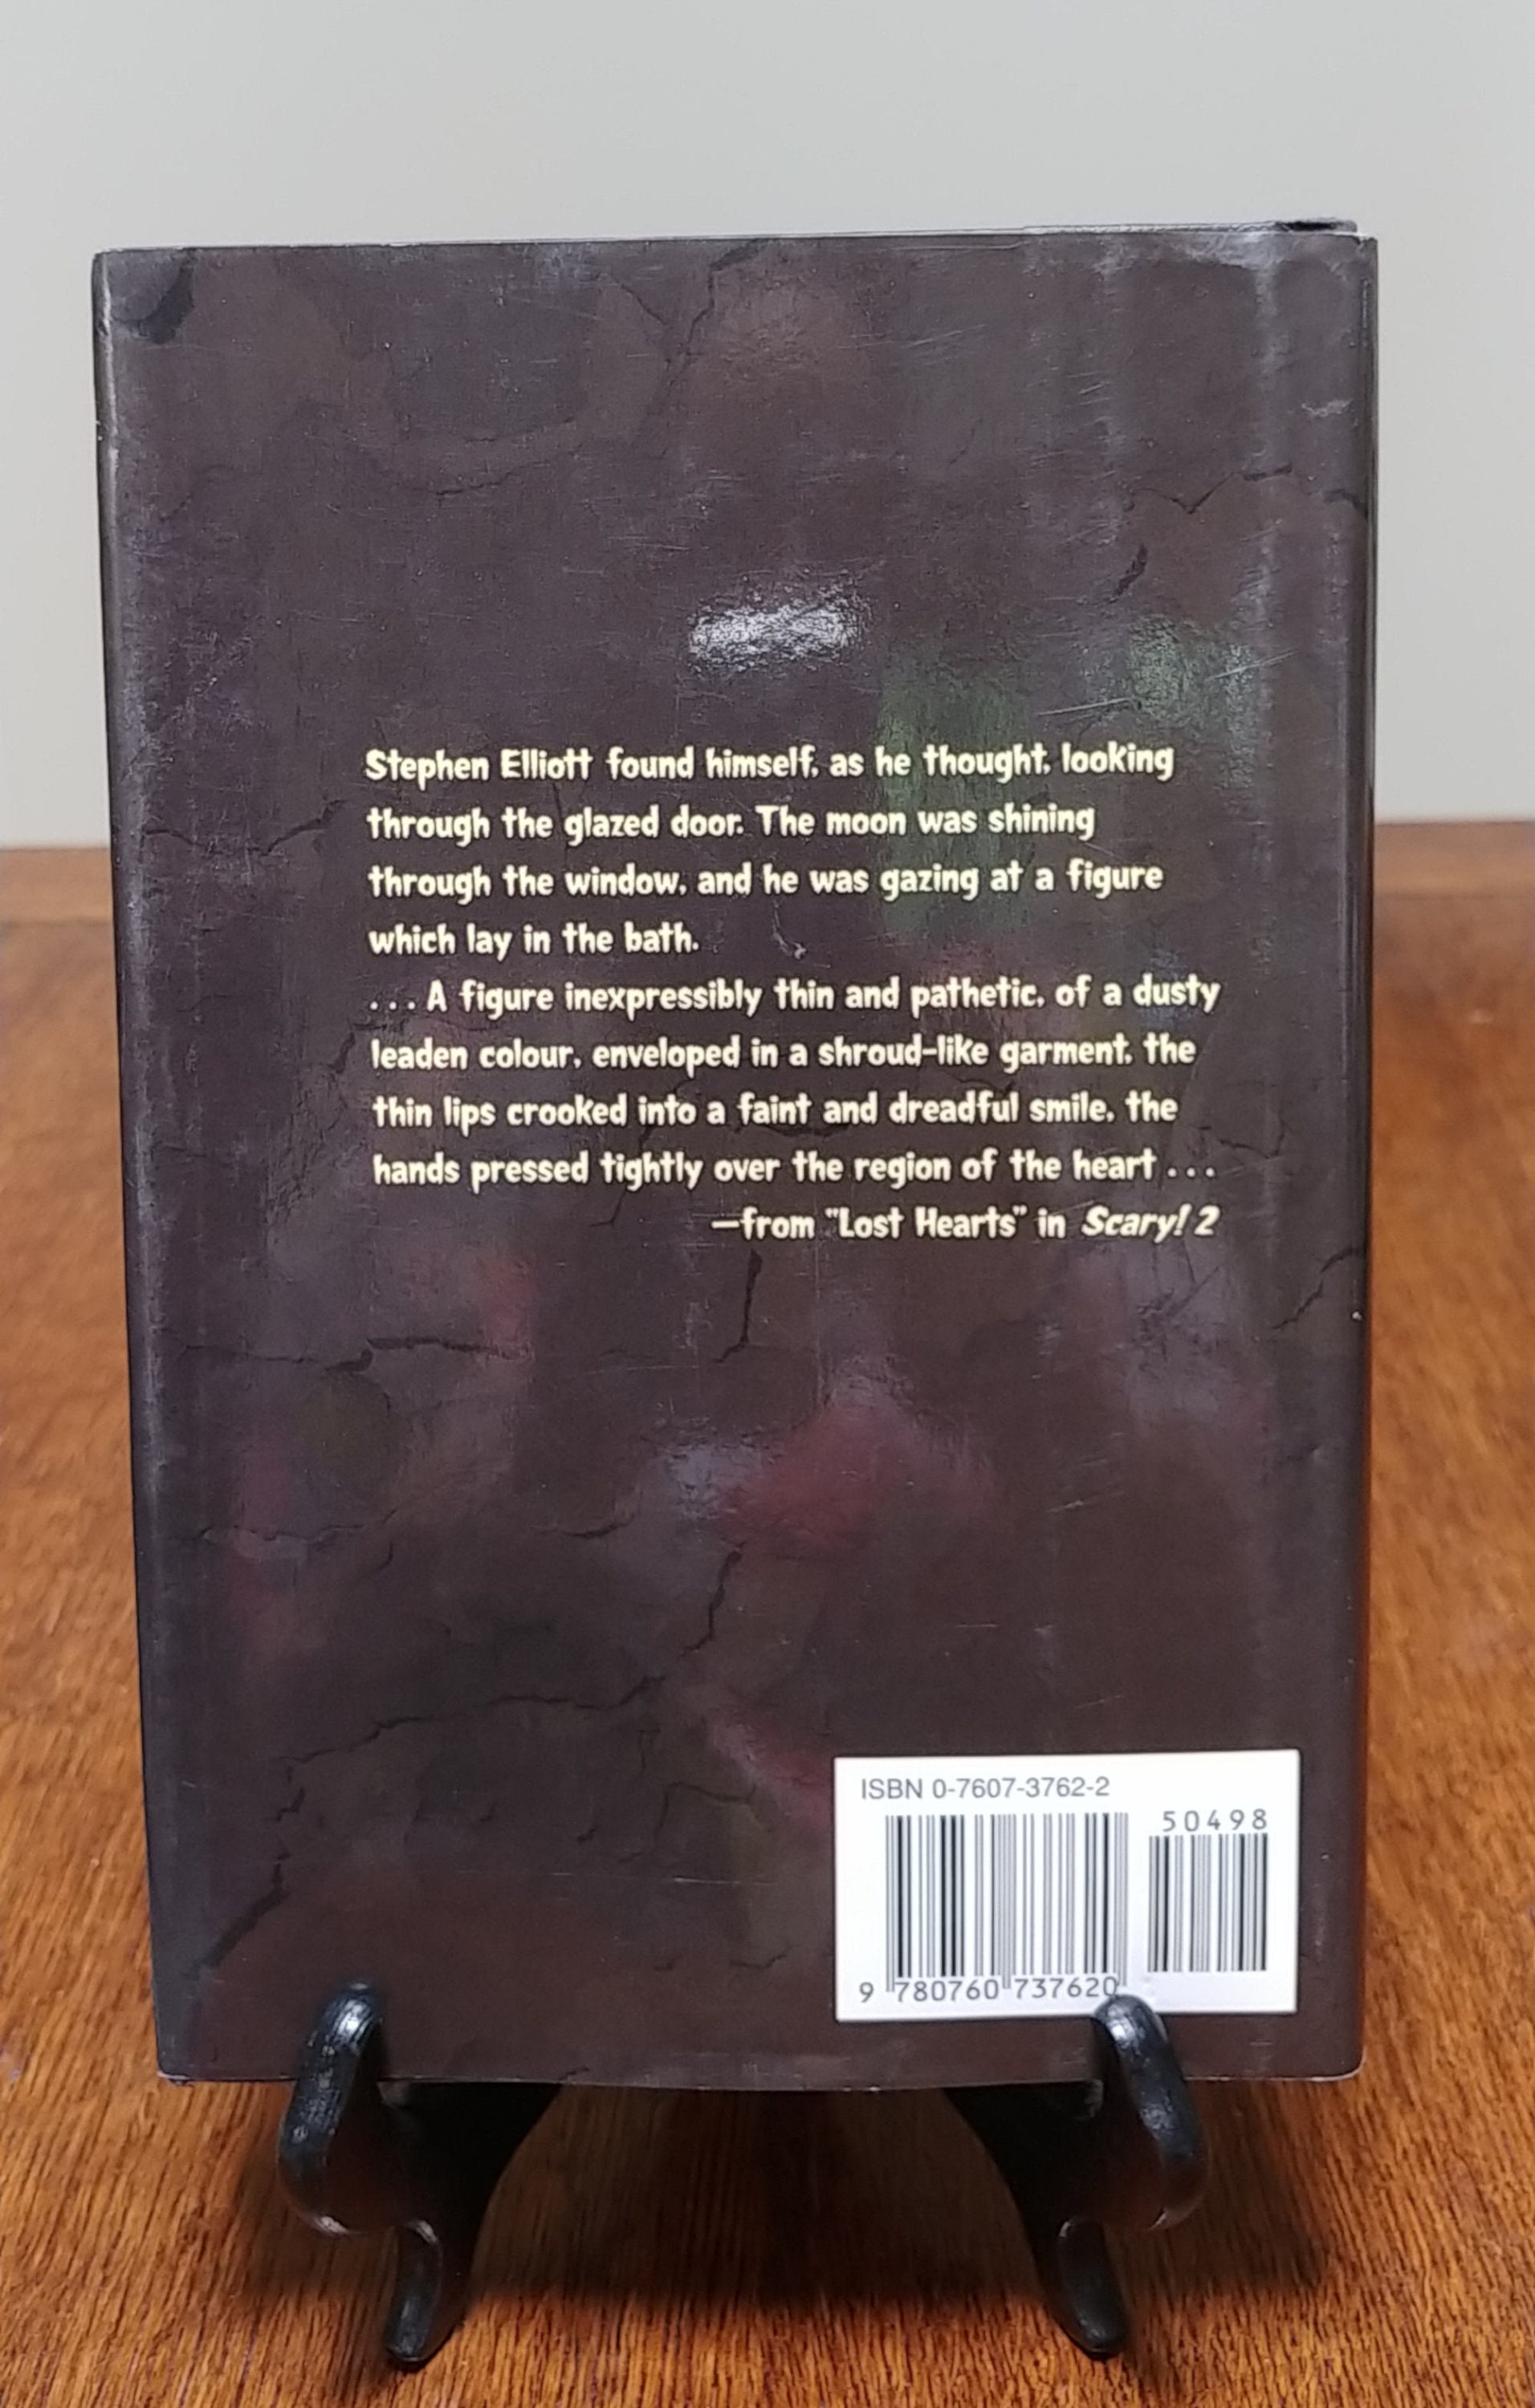 Stephen Elliott found himself, as he thought, looking
through the glazed door. The moon was shining
through the window, and he was gazing at a figure
which lay in the bath.
. . . A figure inexpressibly thin and pathetic, of a dusty
leaden colour, enveloped in a shroud-like garment, the
thin lips crooked into a faint and dreadful smile, the
hands pressed tightly over the region of the heart . . .
—from "Lost Hearts" in Scary! 2
ISBN 0-7607-3762-2
50498
9 780760 737620